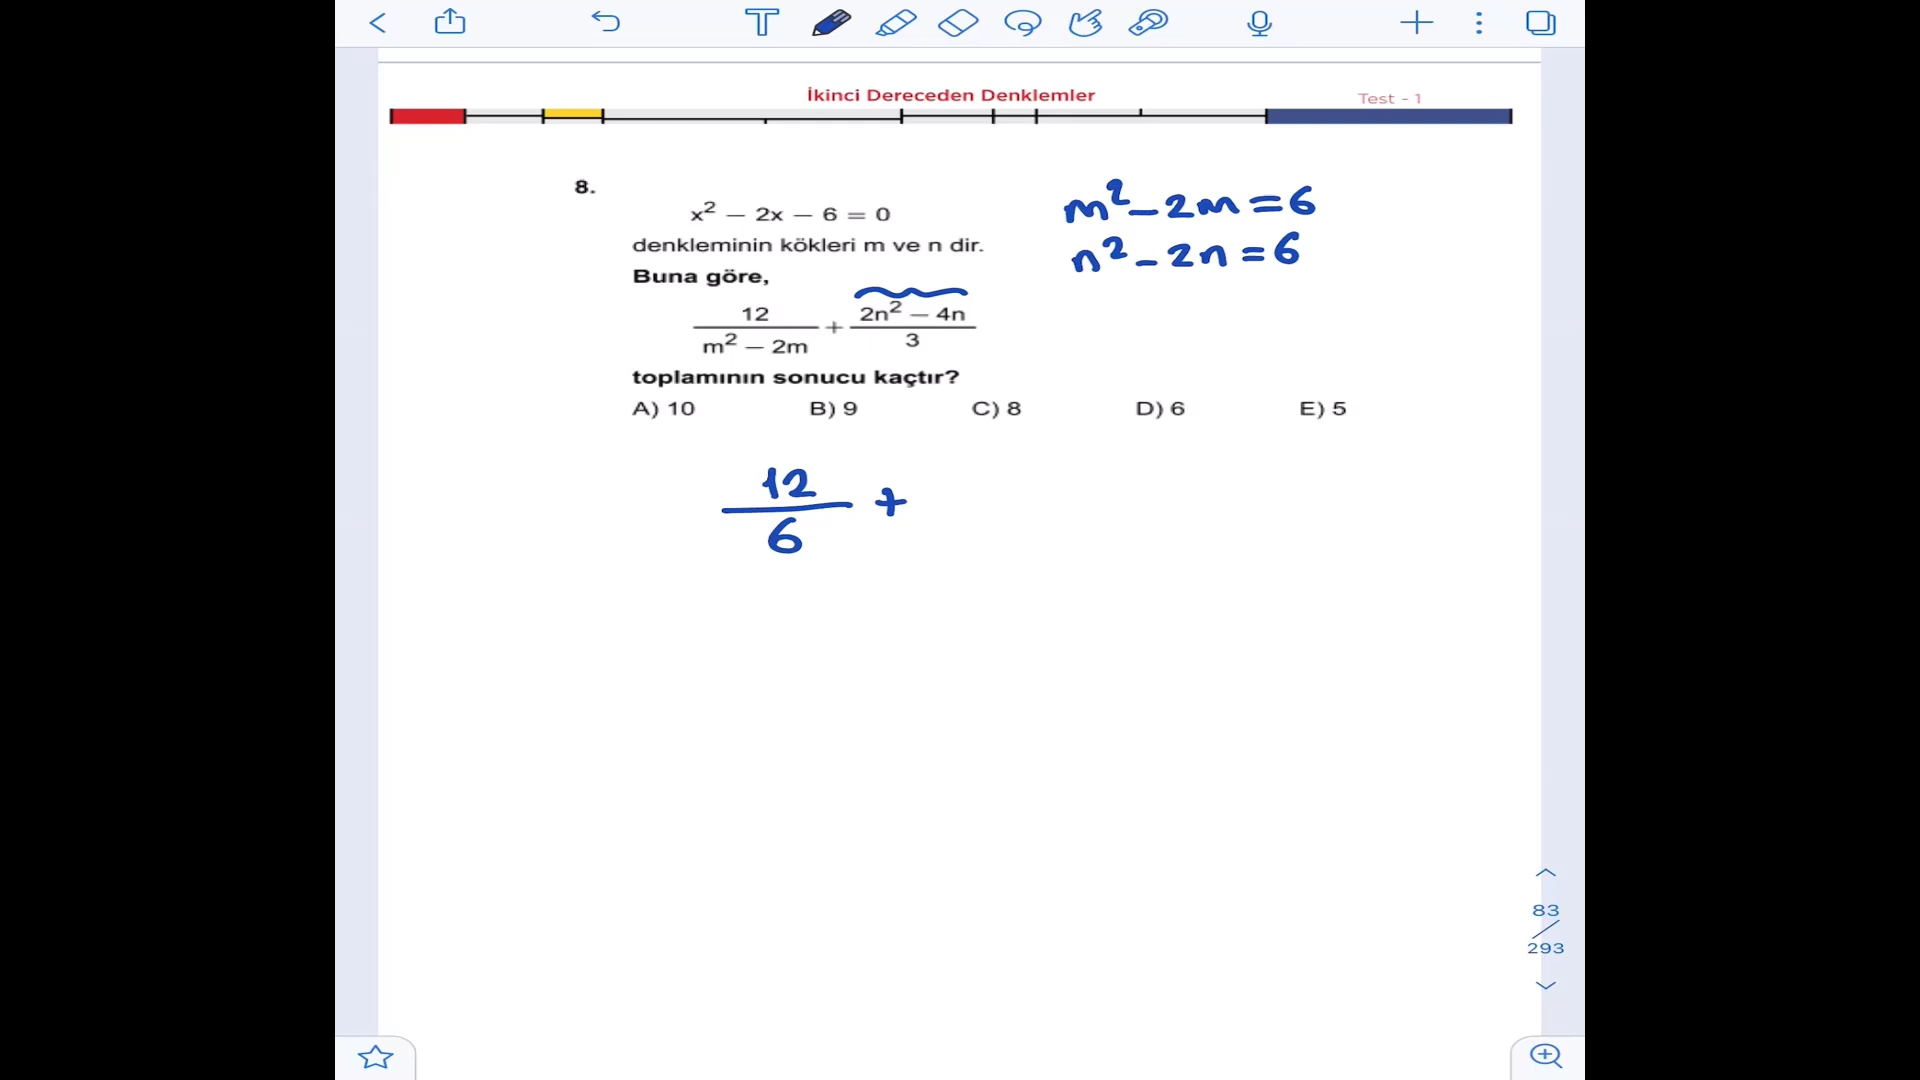 İkinci Dereceden Denklemler
Test - 1
8.
x² − 2x − 6 = 0
denkleminin kökleri m ve n dir.
Buna göre,
12 / (m² − 2m) + (2n² − 4n) / 3
toplamının sonucu kaçtır?
A) 10 B) 9 C) 8 D) 6 E) 5
m² − 2m = 6
n² − 2n = 6
12 / 6 +
83 / 293